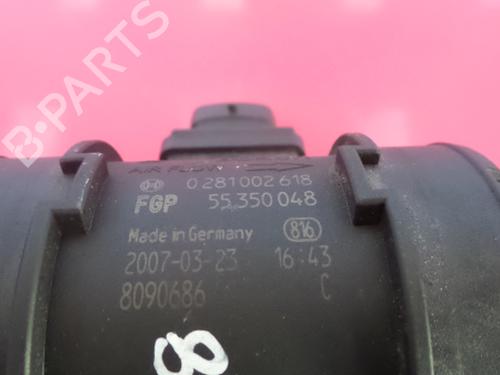 B-PARTS
AIR FLOW
0 281 002 618
FGP 55 350 048
Made in Germany 816
2007-03-23 16:43
8090686 C
8